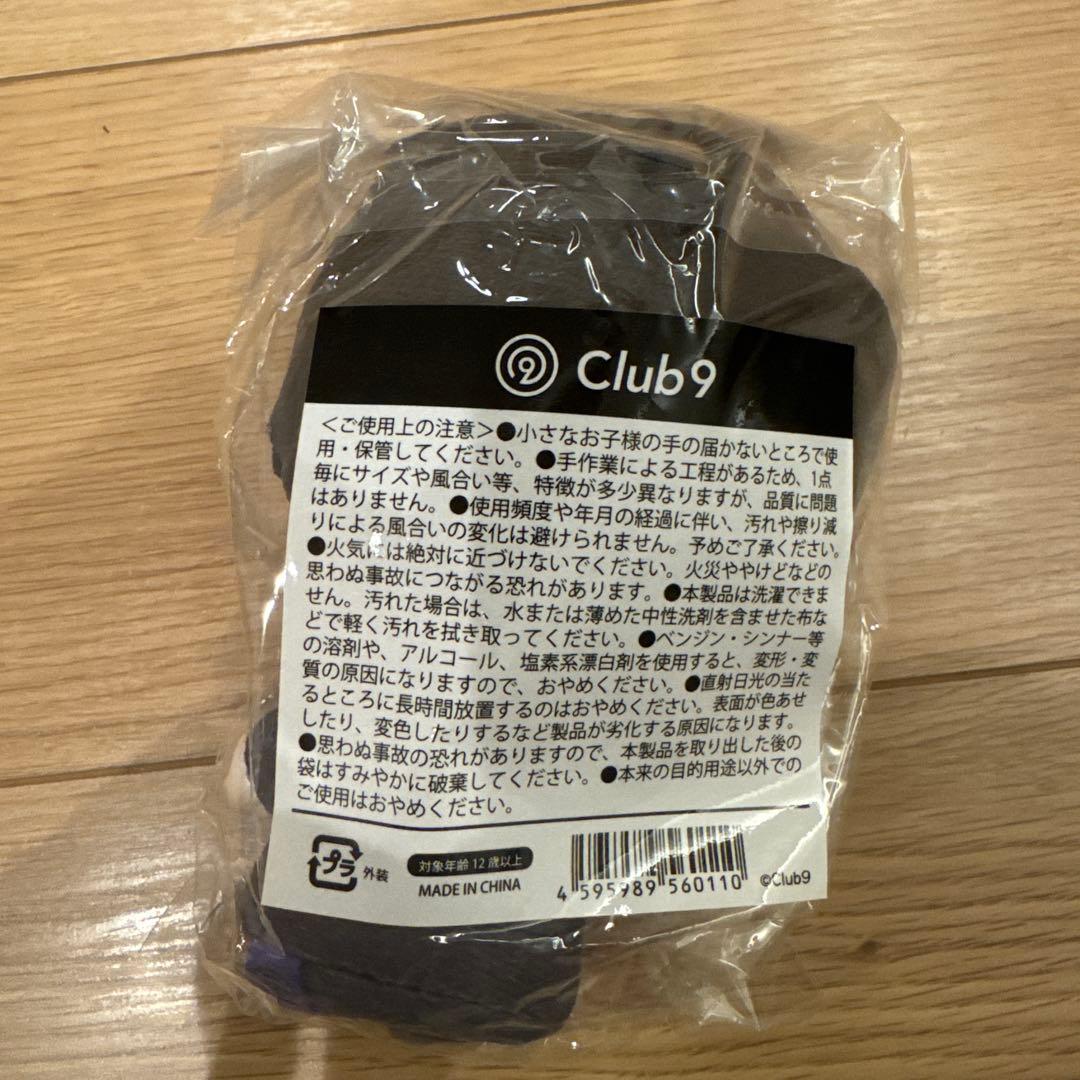 Club9
<ご使用上の注意>●小さなお子様の手の届かないところで使
用・保管してください。●手作業による工程があるため、1点
毎にサイズや風合い等、特徴が多少異なりますが、品質に問題
はありません。●使用頻度や年月の経過に伴い、汚れや擦り減
りによる風合いの変化は避けられません。予めご了承ください。
●火気には絶対に近づけないでください。火災ややけどなどの
思わぬ事故につながる恐れがあります。●本製品は洗濯できま
せん。汚れた場合は、水または薄めた中性洗剤を含ませた布な
どで軽く汚れを拭き取ってください。●ベンジン・シンナー等
の溶剤や、アルコール、塩素系漂白剤を使用すると、変形・変
質の原因になりますので、おやめください。●直射日光の当た
るところに長時間放置するのはおやめください。表面が色あせ
したり、変色したりするなど製品が劣化する原因になります。
●思わぬ事故の恐れがありますので、本製品を取り出した後の
袋はすみやかに破棄してください。●本来の目的用途以外での
ご使用はおやめください。
プラ 外装
対象年齢12歳以上
MADE IN CHINA
4 595989 560110
©Club9